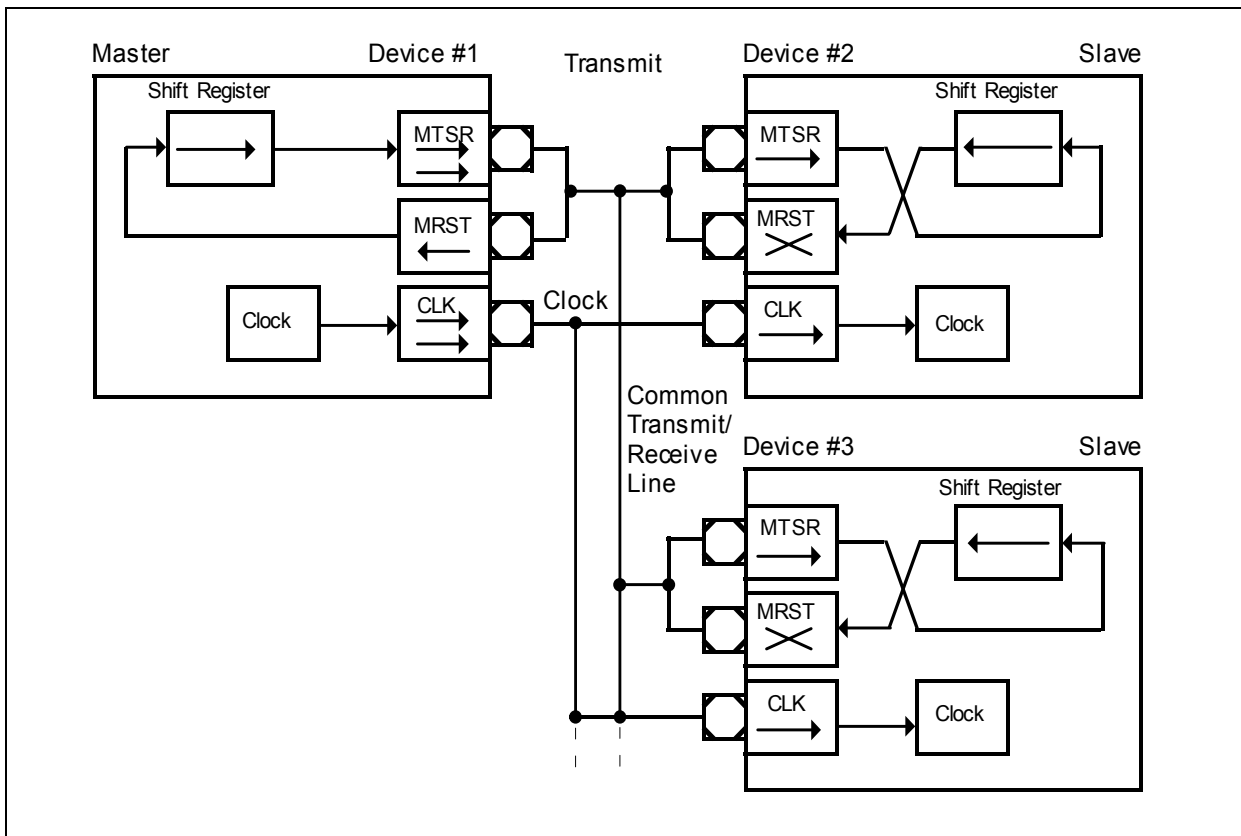 Master Device #1
Shift Register
MTSR
MRST
Clock
CLK
Transmit
Clock
Common
Transmit/
Receive
Line
Device #2 Slave
Shift Register
MTSR
MRST
CLK
Clock
Device #3 Slave
Shift Register
MTSR
MRST
CLK
Clock